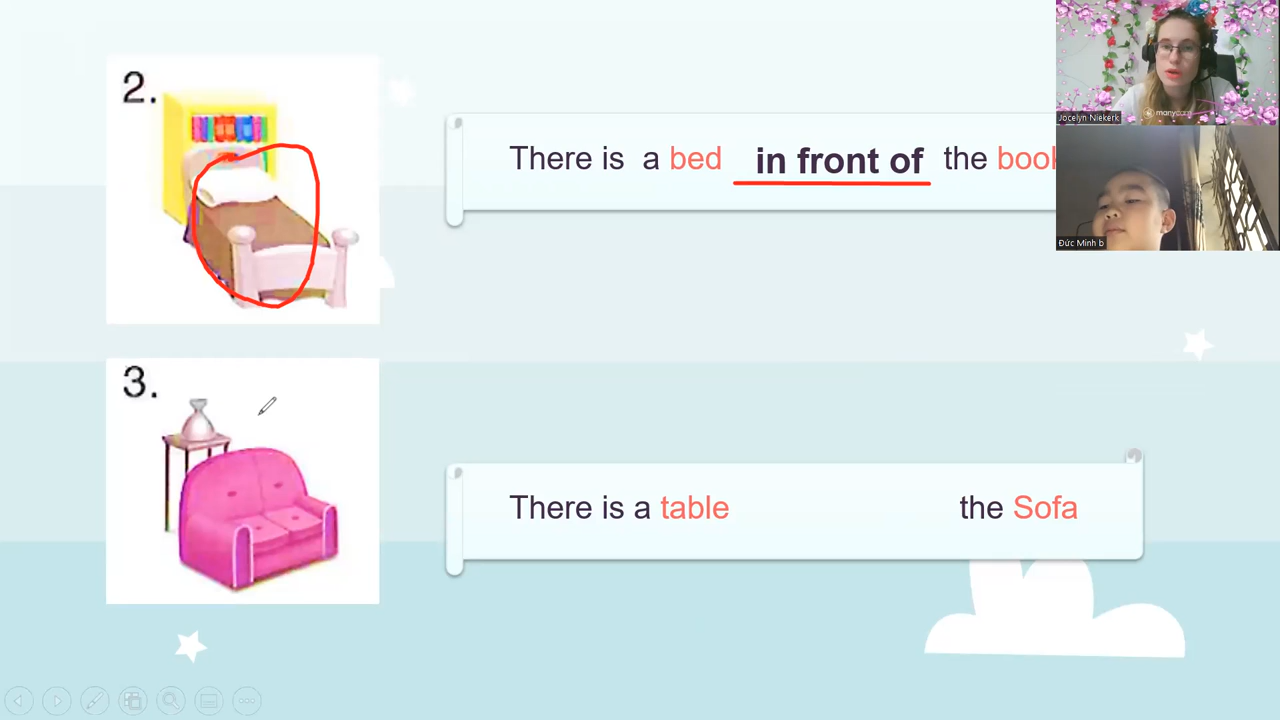 2.
There is a bed in front of the book
3.
There is a table the Sofa
Jocelyn Niekerk
manycam
Đức Minh b